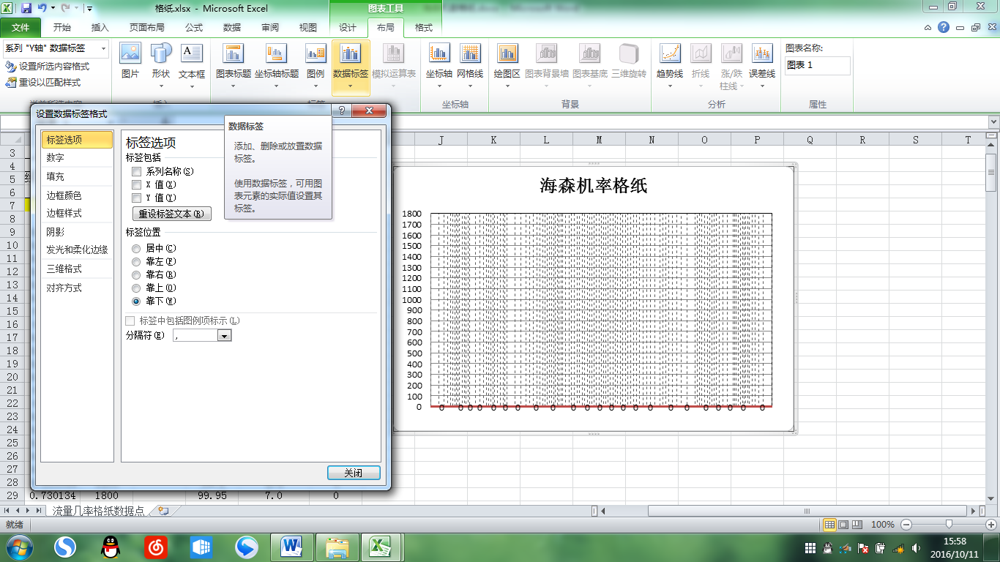 格纸.xlsx - Microsoft Excel
图表工具
文件 开始 插入 页面布局 公式 数据 审阅 视图 设计 布局 格式
系列 "Y轴" 数据标签
设置所选内容格式
重设以匹配样式
图片 形状 文本框
图表标题 坐标轴标题 图例 数据标签 模拟运算表
坐标轴 网格线
绘图区 图表背景墙 图表基底 三维旋转
趋势线 折线 涨/跌 误差线
柱线
图表名称:
图表 1
坐标轴 背景 分析 属性
设置数据标签格式
标签选项
数字
填充
边框颜色
边框样式
阴影
发光和柔化边缘
三维格式
对齐方式
标签选项
标签包括
系列名称(S)
X 值(X)
Y 值(Y)
重设标签文本(R)
标签位置
居中(C)
靠左(F)
靠右(R)
靠上(O)
靠下(W)
标签中包括图例项标示(L)
分隔符(E) ,
关闭
数据标签
添加、删除或放置数据
标签。
使用数据标签，可用图
表元素的实际值设置其
标签。
J K L M N O P Q R S T
3
4
5
6
7
8
9
10
11
12
13
14
15
16
17
18
19
20
21
22
23
24
25
26
27
28
29 0.730134 1800 99.95 7.0 0
海森机率格纸
1800
1700
1600
1500
1400
1300
1200
1100
1000
900
800
700
600
500
400
300
200
100
0
0 0 0 0 0 0 0 0 0 0 0 0 0 0 0 0 0 0 0 0 0 0 0
流量几率格纸数据点
就绪
100%
15:58
2016/10/11